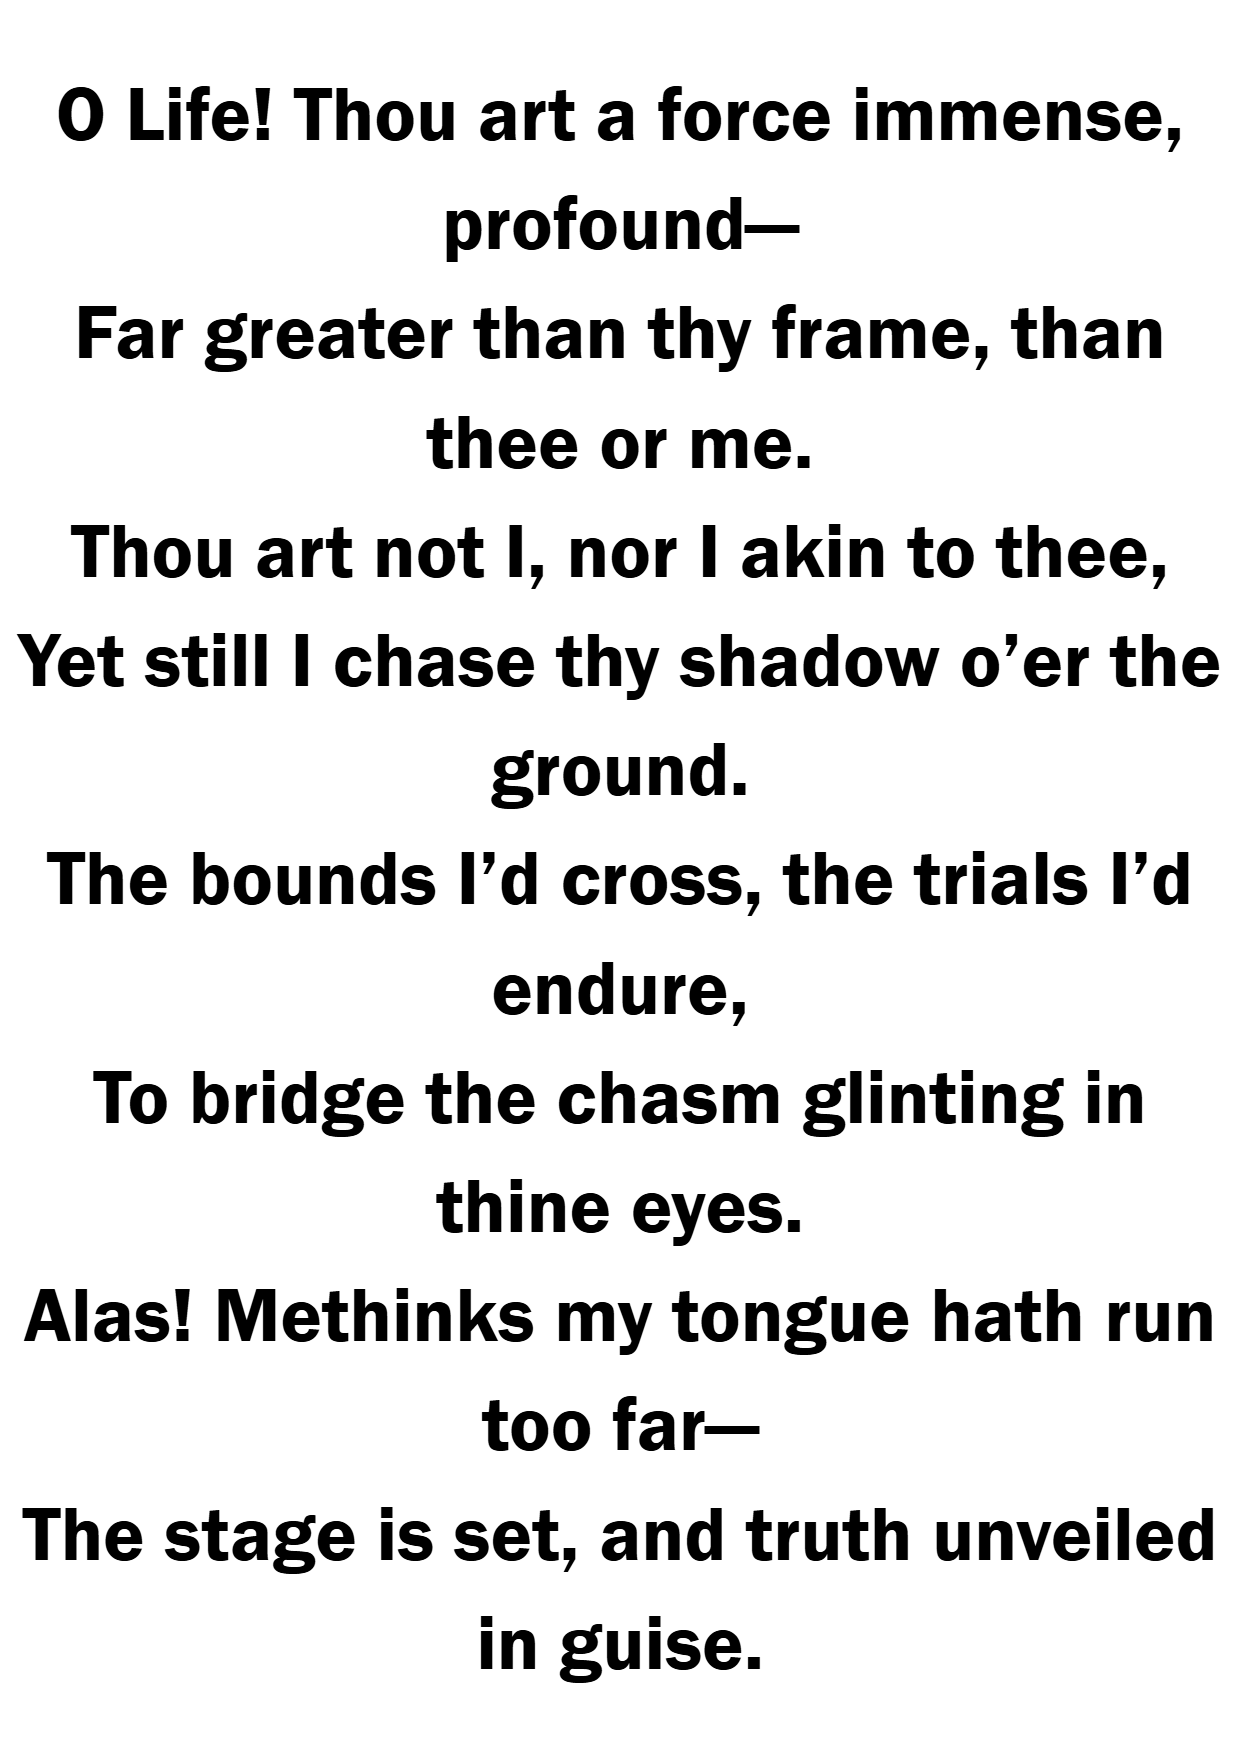 O Life! Thou art a force immense,
profound—
Far greater than thy frame, than
thee or me.
Thou art not I, nor I akin to thee,
Yet still I chase thy shadow o’er the
ground.
The bounds I’d cross, the trials I’d
endure,
To bridge the chasm glinting in
thine eyes.
Alas! Methinks my tongue hath run
too far—
The stage is set, and truth unveiled
in guise.